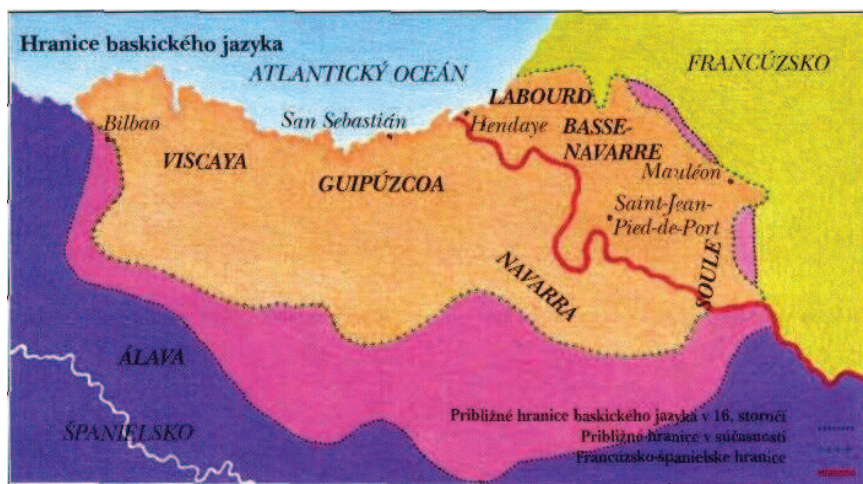 Hranice baskického jazyka
ATLANTICKÝ OCEÁN
FRANCÚZSKO
LABOURD
Bilbao
San Sebastián
Hendaye
BASSE-
NAVARRE
VISCAYA
GUIPÚZCOA
Mauléon
Saint-Jean-
Pied-de-Port
NAVARRA
SOULE
ÁLAVA
ŠPANIELSKO
Približné hranice baskického jazyka v 16. storočí
Približné hranice v súčasnosti
Francúzsko-španielske hranice